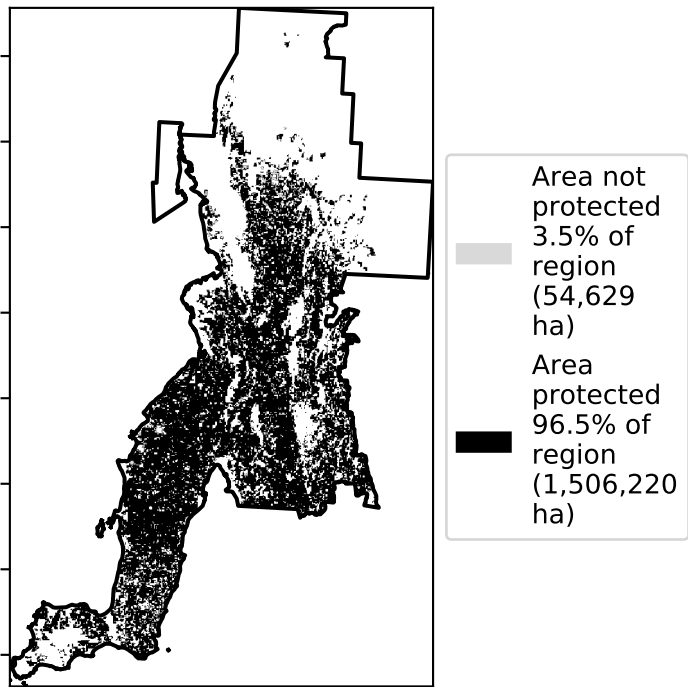 Area not
protected
3.5% of
region
(54,629
ha)
Area
protected
96.5% of
region
(1,506,220
ha)